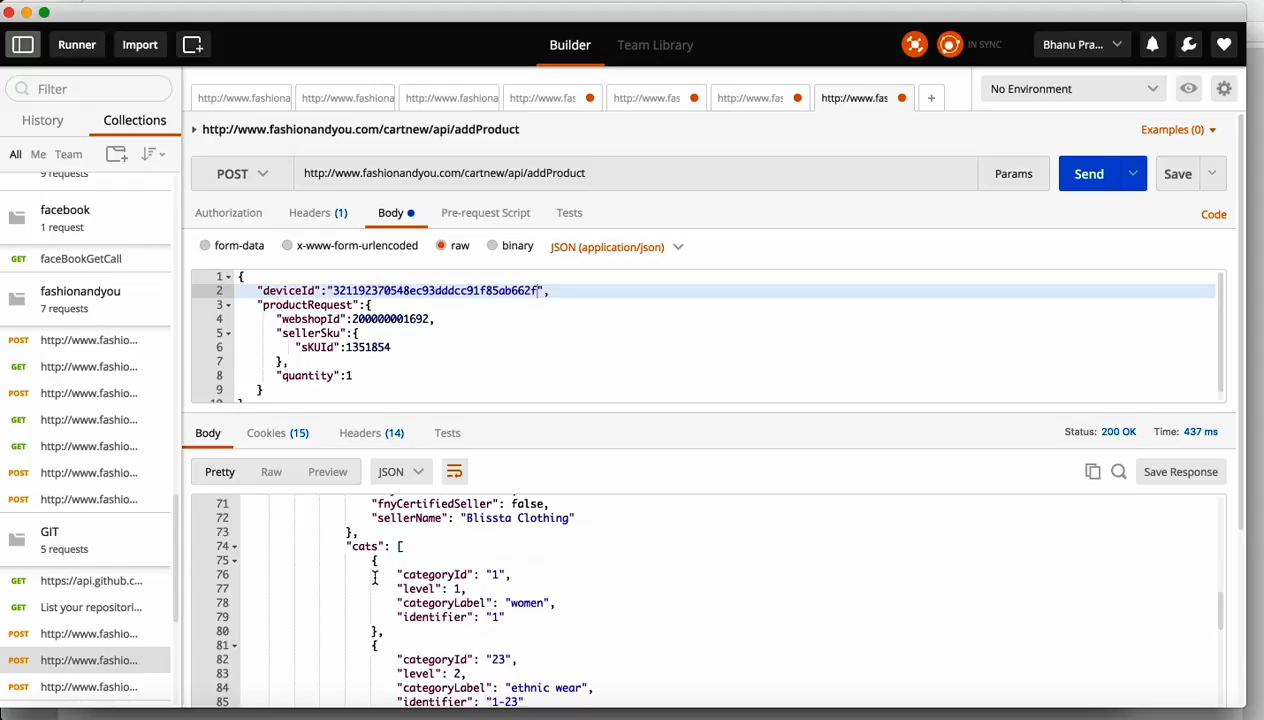 Runner
Import
Builder
Team Library
IN SYNC
Bhanu Pra...
Filter
History
Collections
All Me Team
9 requests
facebook
1 request
GET faceBookGetCall
fashionandyou
7 requests
POST http://www.fashio...
GET http://www.fashio...
POST http://www.fashio...
GET http://www.fashio...
GET http://www.fashio...
POST http://www.fashio...
POST http://www.fashio...
GIT
5 requests
GET https://api.github.c...
GET List your repositori...
POST http://www.fashio...
POST http://www.fashio...
POST http://www.fashio...
http://www.fashiona http://www.fashiona http://www.fashiona http://www.fas http://www.fas http://www.fas http://www.fas +
No Environment
http://www.fashionandyou.com/cartnew/api/addProduct
Examples (0)
POST http://www.fashionandyou.com/cartnew/api/addProduct
Params
Send
Save
Authorization Headers (1) Body Pre-request Script Tests
Code
form-data x-www-form-urlencoded raw binary JSON (application/json)
1 {
2 "deviceId":"321192370548ec93dddcc91f85ab662f",
3 "productRequest":{
4 "webshopId":200000001692,
5 "sellerSku":{
6 "sKUId":1351854
7 },
8 "quantity":1
9 }
Body Cookies (15) Headers (14) Tests
Status: 200 OK Time: 437 ms
Pretty Raw Preview JSON
Save Response
71 "fnyCertifiedSeller": false,
72 "sellerName": "Blissta Clothing"
73 },
74 "cats": [
75 {
76 "categoryId": "1",
77 "level": 1,
78 "categoryLabel": "women",
79 "identifier": "1"
80 },
81 {
82 "categoryId": "23",
83 "level": 2,
84 "categoryLabel": "ethnic wear",
85 "identifier": "1-23"